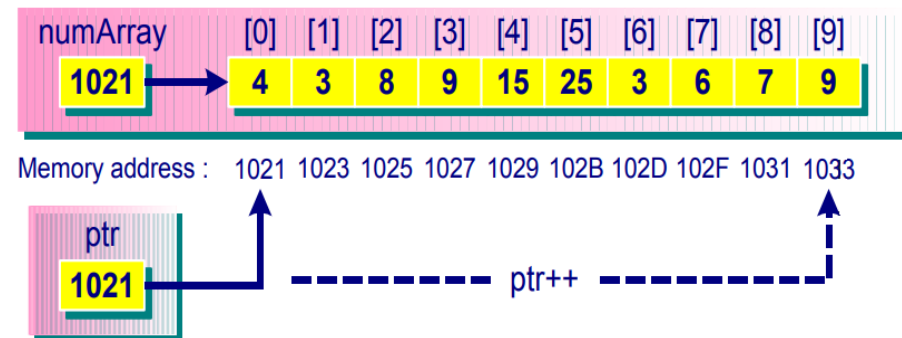 numArray [0] [1] [2] [3] [4] [5] [6] [7] [8] [9]
1021 4 3 8 9 15 25 3 6 7 9
Memory address : 1021 1023 1025 1027 1029 102B 102D 102F 1031 1033
ptr
1021
ptr++